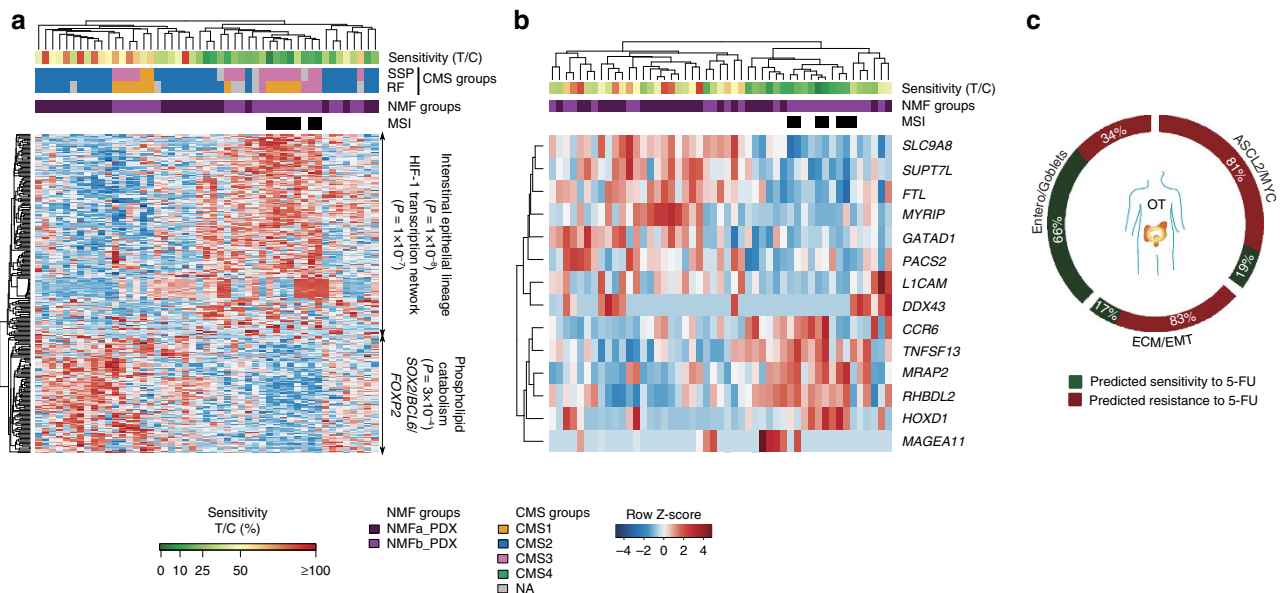 a
Sensitivity (T/C)
SSP
RF
CMS groups
NMF groups
MSI
Intenstinal epithelial lineage
(P = 1×10⁻⁸)
HIF-1 transcription network
(P = 1×10⁻⁷)
Phospholipid
catabolism
(P = 3×10⁻⁴)
SOX2/BCL6/
FOXP2
b
Sensitivity (T/C)
NMF groups
MSI
SLC9A8
SUPT7L
FTL
MYRIP
GATAD1
PACS2
L1CAM
DDX43
CCR6
TNFSF13
MRAP2
RHBDL2
HOXD1
MAGEA11
c
34%
81%
ASCL2/MYC
Entero/Goblets
66%
OT
19%
17%
83%
ECM/EMT
Predicted sensitivity to 5-FU
Predicted resistance to 5-FU
Sensitivity
T/C (%)
0 10 25 50 ≥100
NMF groups
NMFa_PDX
NMFb_PDX
CMS groups
CMS1
CMS2
CMS3
CMS4
NA
Row Z-score
−4 −2 0 2 4